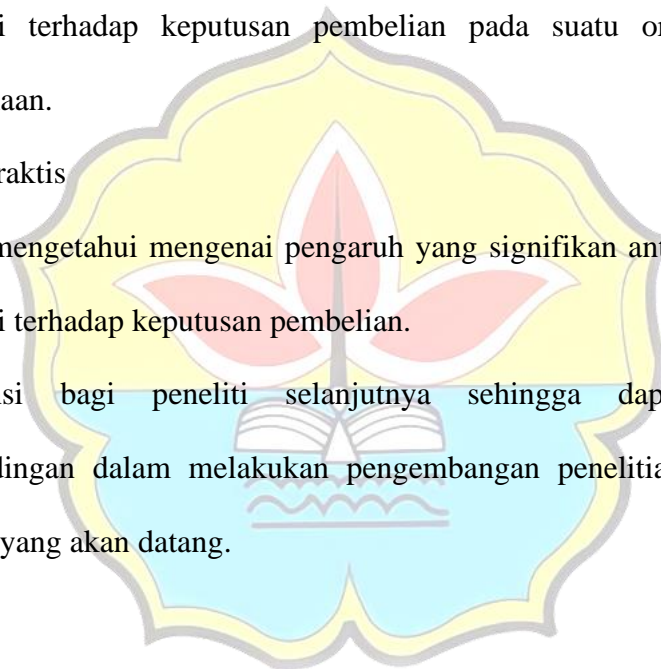 i terhadap keputusan pembelian pada suatu or
aan.
raktis
mengetahui mengenai pengaruh yang signifikan ant
i terhadap keputusan pembelian.
si bagi peneliti selanjutnya sehingga dap
dingan dalam melakukan pengembangan penelitia
yang akan datang.